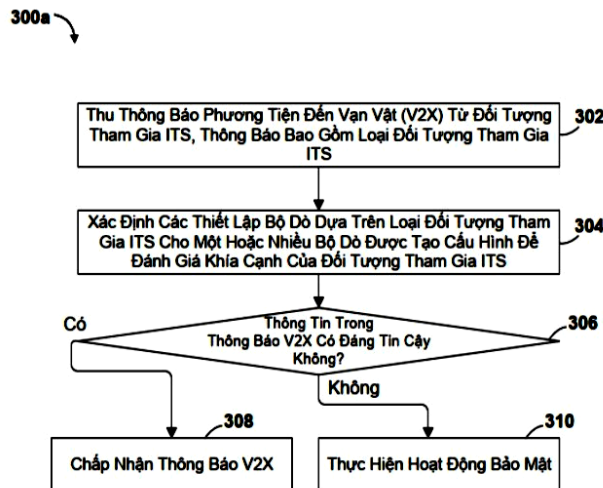 300a
Thu Thông Báo Phương Tiện Đến Vạn Vật (V2X) Từ Đối Tượng
Tham Gia ITS, Thông Báo Bao Gồm Loại Đối Tượng Tham Gia
ITS
302
Xác Định Các Thiết Lập Bộ Dò Dựa Trên Loại Đối Tượng Tham
Gia ITS Cho Một Hoặc Nhiều Bộ Dò Được Tạo Cấu Hình Để
Đánh Giá Khía Cạnh Của Đối Tượng Tham Gia ITS
304
Thông Tin Trong
Thông Báo V2X Có Đáng Tin Cậy
Không?
306
Có
Không
308
Chấp Nhận Thông Báo V2X
310
Thực Hiện Hoạt Động Bảo Mật